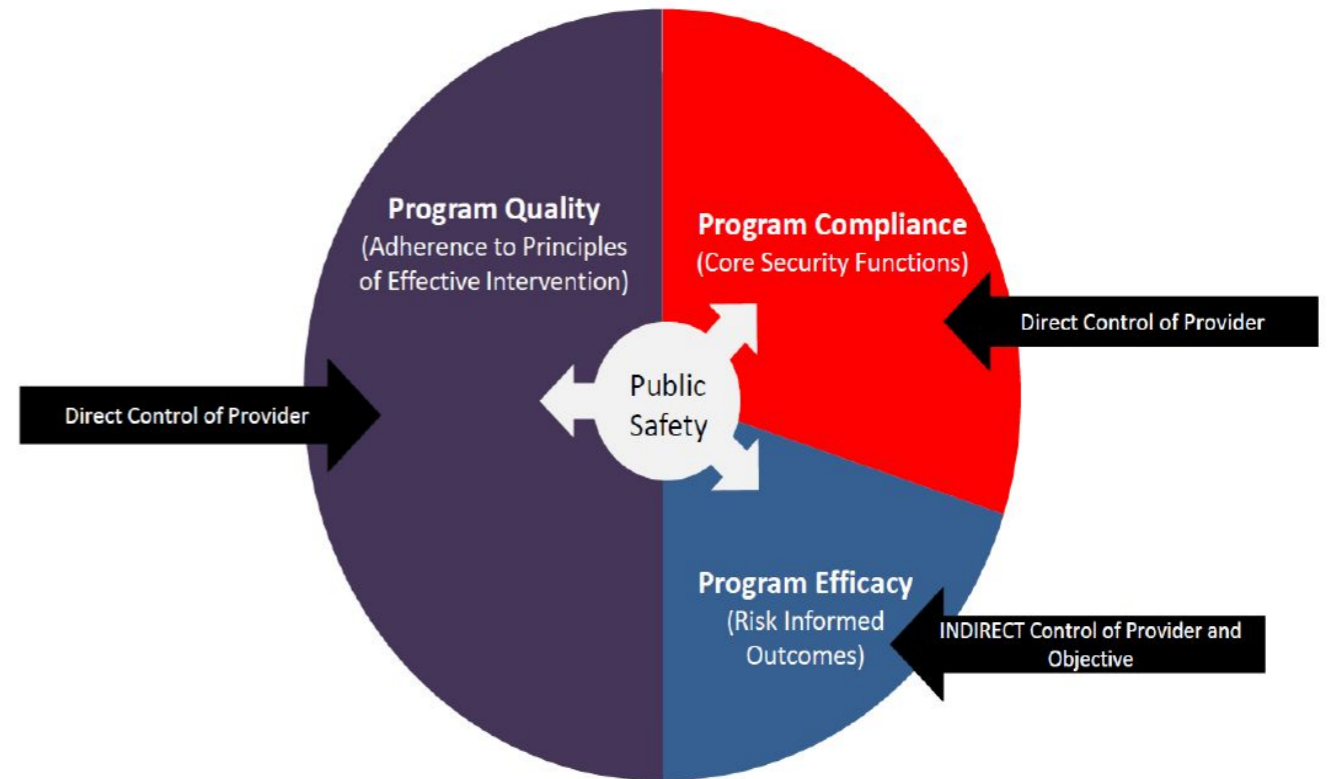 Program Quality
(Adherence to Principles
of Effective Intervention)
Program Compliance
(Core Security Functions)
Direct Control of Provider
Public
Safety
Direct Control of Provider
Program Efficacy
(Risk Informed
Outcomes)
INDIRECT Control of Provider and
Objective